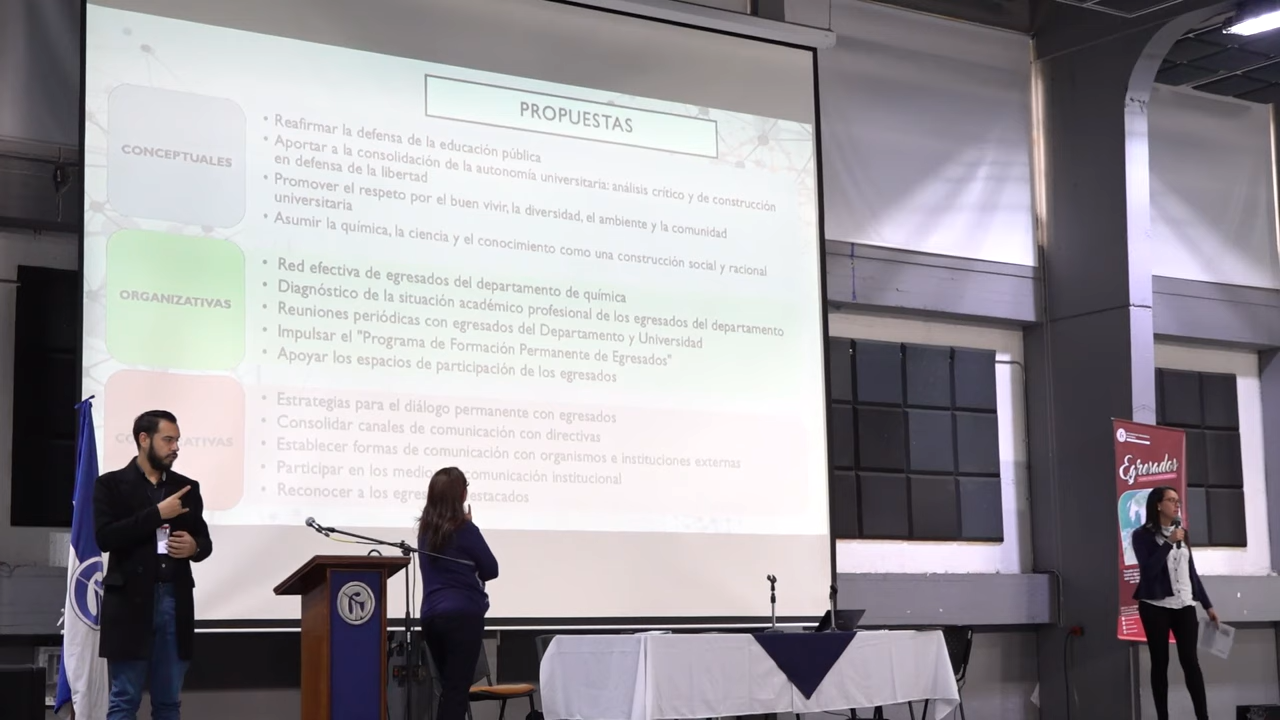 PROPUESTAS
CONCEPTUALES
• Reafirmar la defensa de la educación pública
• Aportar a la consolidación de la autonomía universitaria: análisis crítico y de construcción
en defensa de la libertad
• Promover el respeto por el buen vivir, la diversidad, el ambiente y la comunidad
universitaria
• Asumir la química, la ciencia y el conocimiento como una construcción social y racional
ORGANIZATIVAS
• Red efectiva de egresados del departamento de química
• Diagnóstico de la situación académico profesional de los egresados del departamento
• Reuniones periódicas con egresados del Departamento y Universidad
• Impulsar el "Programa de Formación Permanente de Egresados"
• Apoyar los espacios de participación de los egresados
• Estrategias para el diálogo permanente con egresados
• Consolidar canales de comunicación con directivas
• Establecer formas de comunicación con organismos e instituciones externas
• Participar en los medios comunicación institucional
• Reconocer a los
Egresados